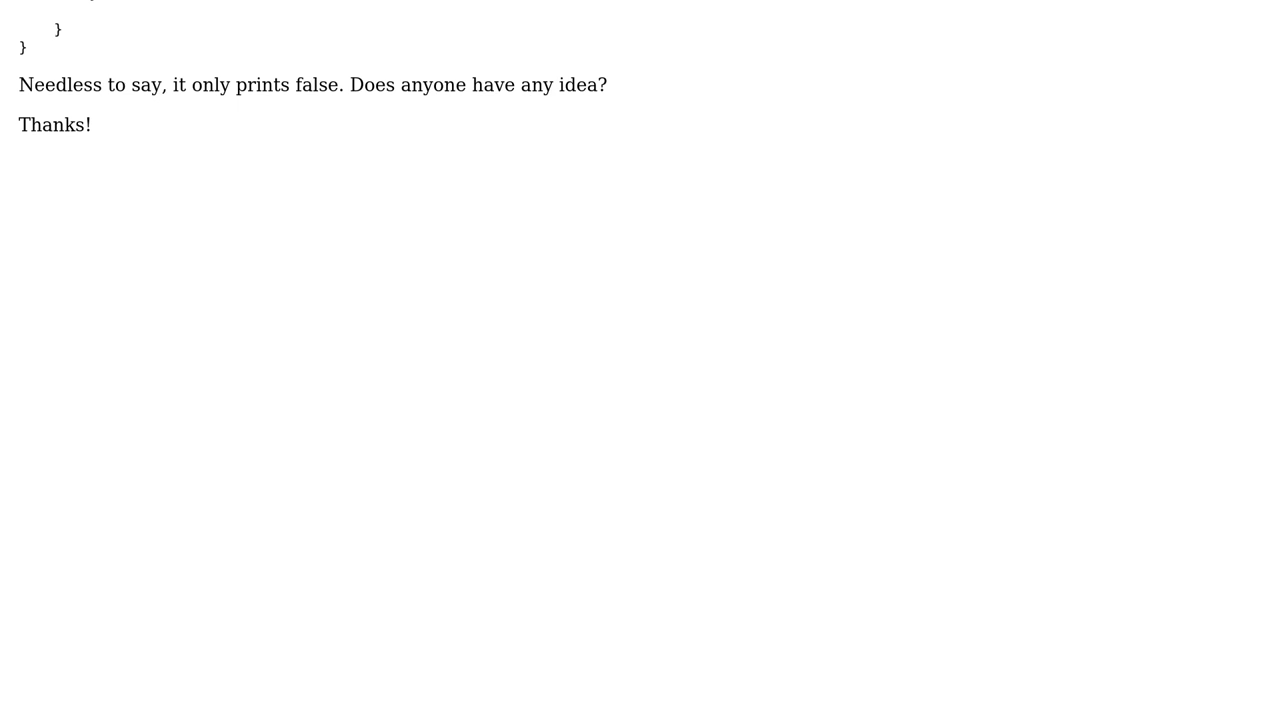 }
}
Needless to say, it only prints false. Does anyone have any idea?
Thanks!